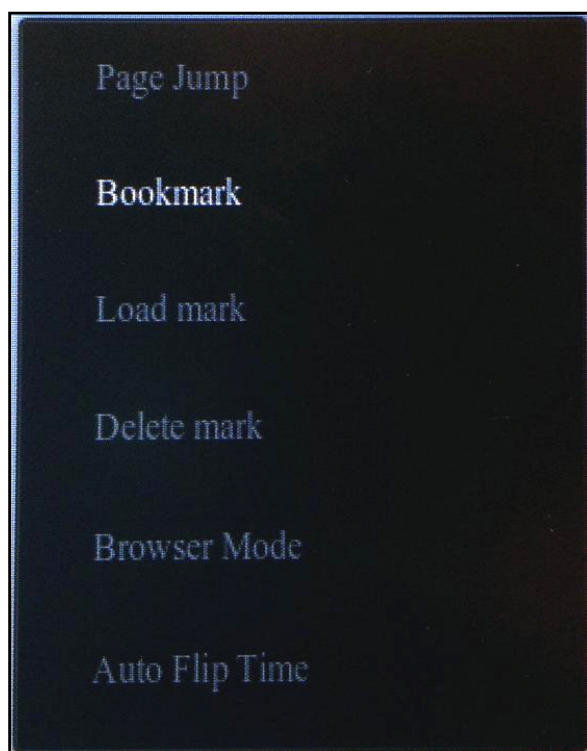 Page Jump
Bookmark
Load mark
Delete mark
Browser Mode
Auto Flip Time